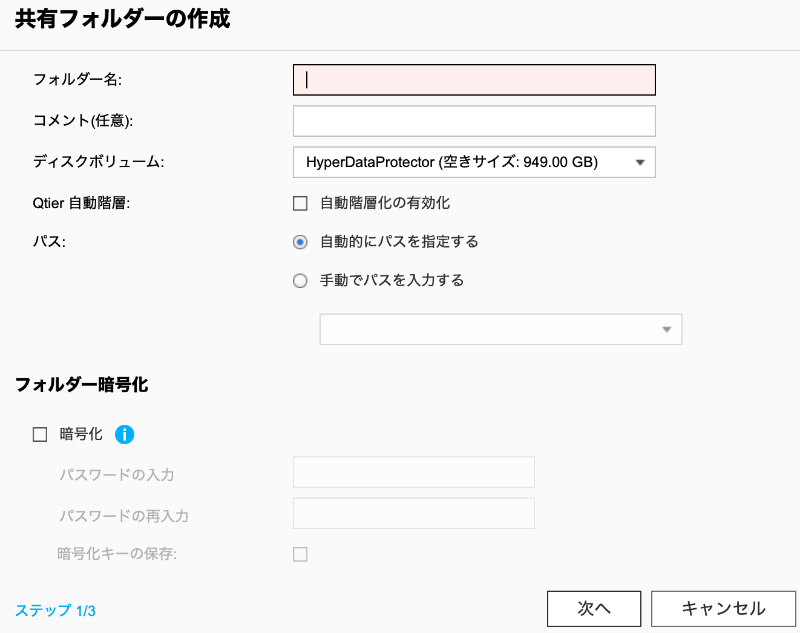 共有フォルダーの作成
フォルダー名:
コメント(任意):
ディスクボリューム: HyperDataProtector (空きサイズ: 949.00 GB)
Qtier 自動階層: 自動階層化の有効化
パス: 自動的にパスを指定する
手動でパスを入力する
フォルダー暗号化
暗号化 i
パスワードの入力
パスワードの再入力
暗号化キーの保存:
ステップ 1/3 次へ キャンセル